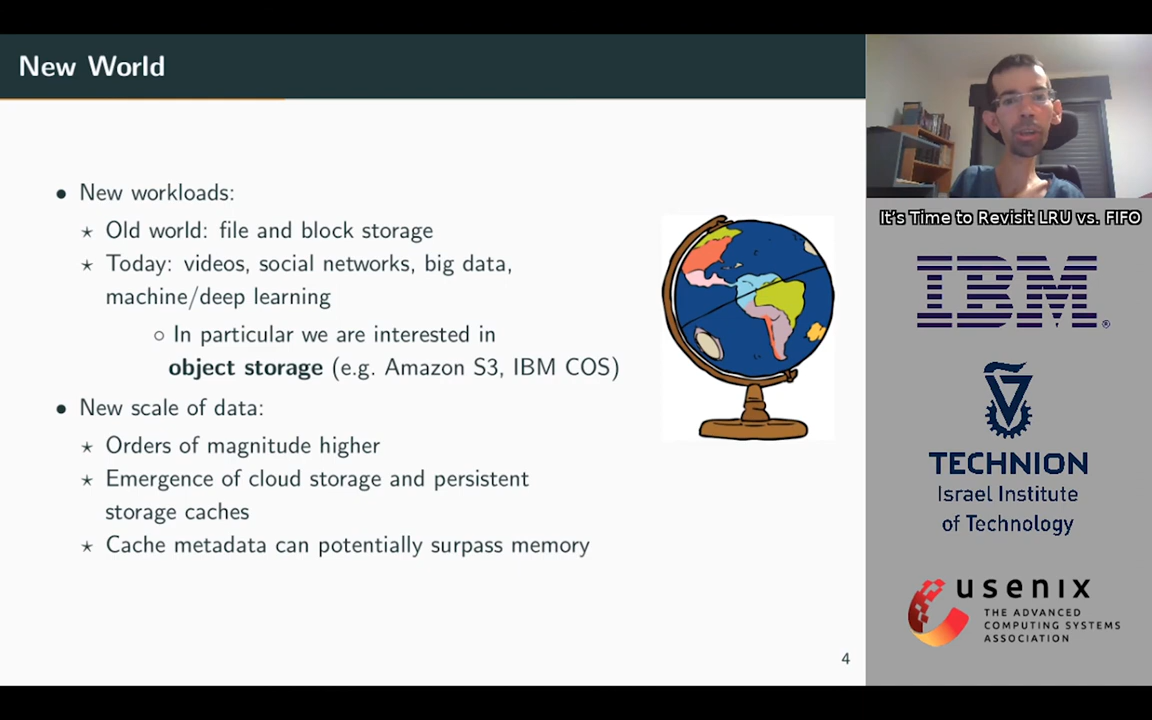 New World
• New workloads:
⋆ Old world: file and block storage
⋆ Today: videos, social networks, big data,
machine/deep learning
○ In particular we are interested in
object storage (e.g. Amazon S3, IBM COS)
• New scale of data:
⋆ Orders of magnitude higher
⋆ Emergence of cloud storage and persistent
storage caches
⋆ Cache metadata can potentially surpass memory
4
It's Time to Revisit LRU vs. FIFO
IBM®
TECHNION
Israel Institute
of Technology
usenix
THE ADVANCED
COMPUTING SYSTEMS
ASSOCIATION